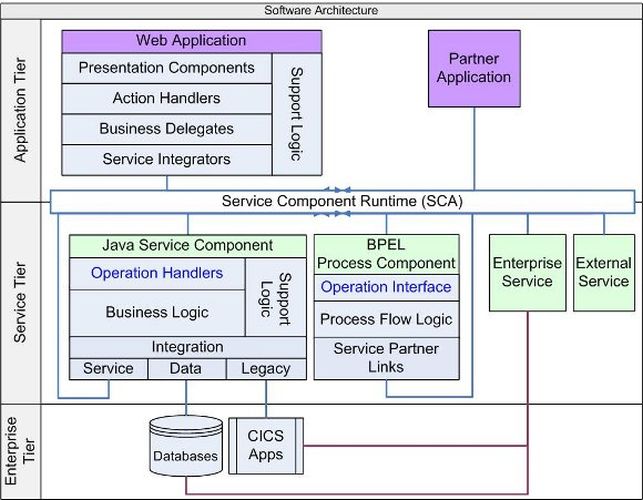 Software Architecture
Application Tier
Web Application
Presentation Components
Action Handlers
Business Delegates
Service Integrators
Support Logic
Partner
Application
Service Component Runtime (SCA)
Service Tier
Java Service Component
Operation Handlers
Business Logic
Support
Logic
Integration
Service
Data
Legacy
BPEL
Process Component
Operation Interface
Process Flow Logic
Service Partner
Links
Enterprise
Service
External
Service
Enterprise
Tier
Databases
CICS
Apps